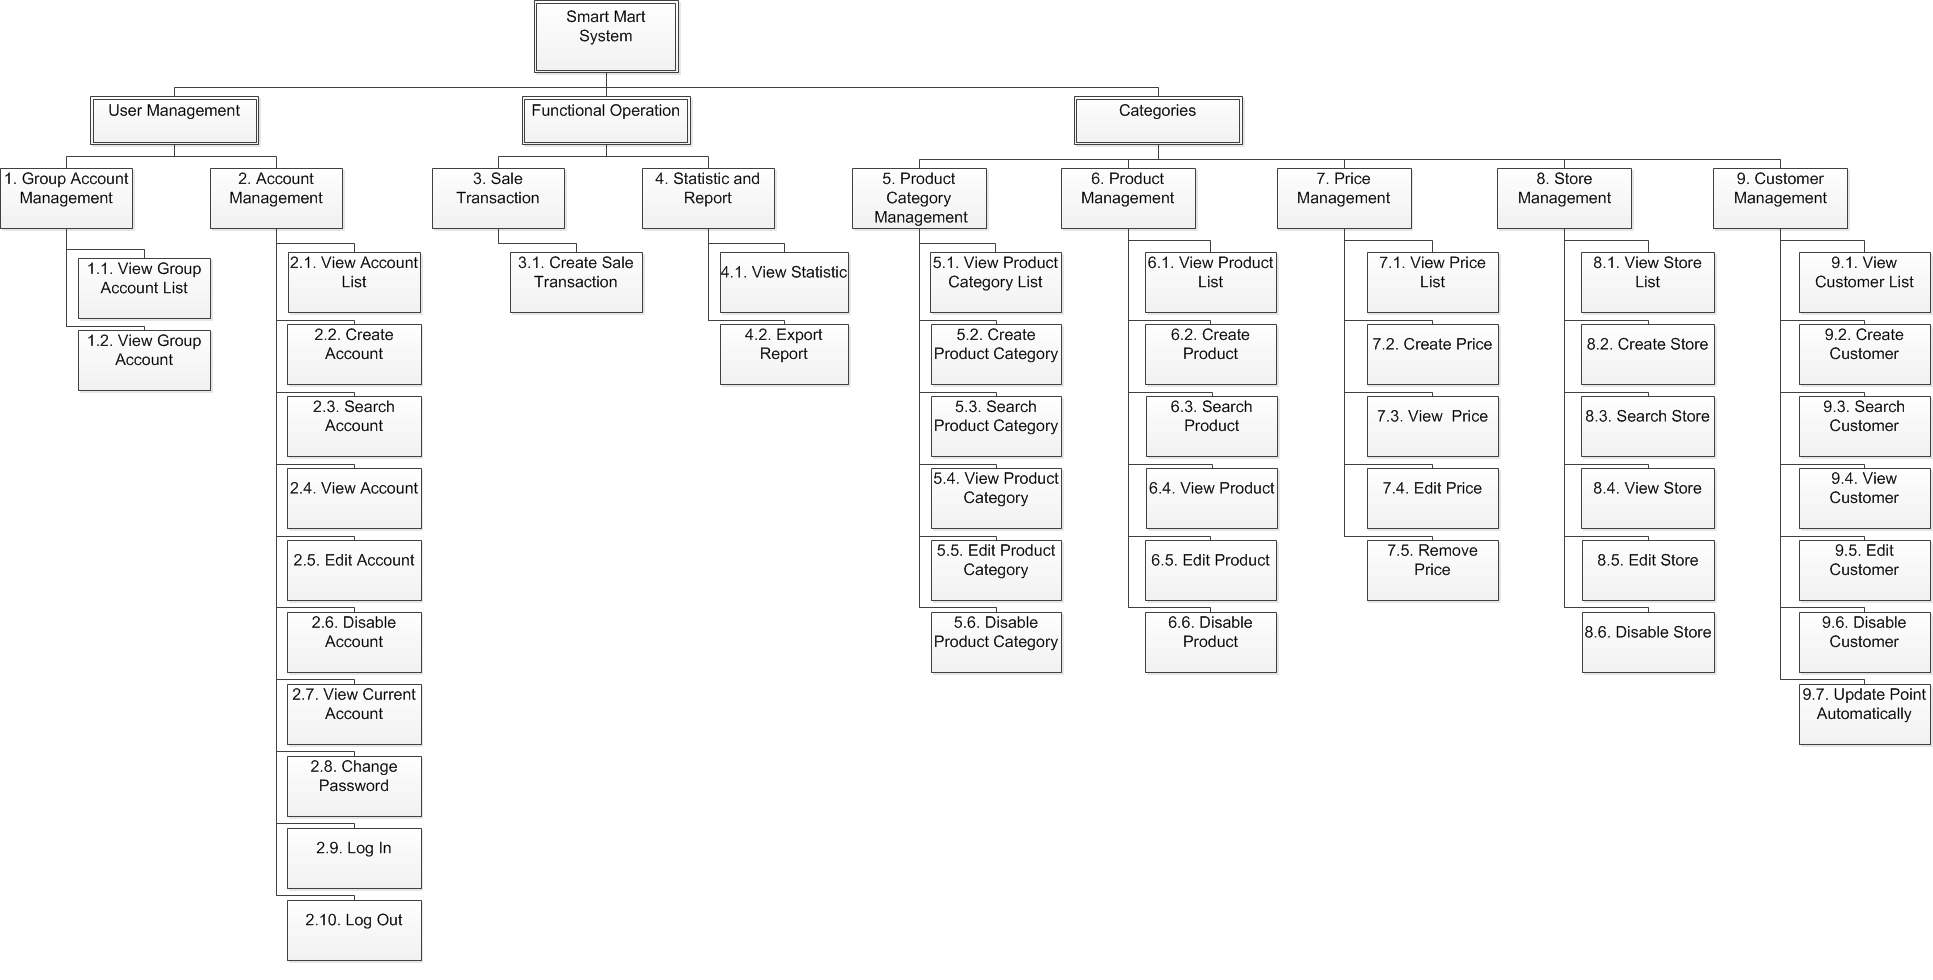 Smart Mart
System
User Management
Functional Operation
Categories
1. Group Account
Management
2. Account
Management
3. Sale
Transaction
4. Statistic and
Report
5. Product
Category
Management
6. Product
Management
7. Price
Management
8. Store
Management
9. Customer
Management
1.1. View Group
Account List
1.2. View Group
Account
2.1. View Account
List
2.2. Create
Account
2.3. Search
Account
2.4. View Account
2.5. Edit Account
2.6. Disable
Account
2.7. View Current
Account
2.8. Change
Password
2.9. Log In
2.10. Log Out
3.1. Create Sale
Transaction
4.1. View Statistic
4.2. Export
Report
5.1. View Product
Category List
5.2. Create
Product Category
5.3. Search
Product Category
5.4. View Product
Category
5.5. Edit Product
Category
5.6. Disable
Product Category
6.1. View Product
List
6.2. Create
Product
6.3. Search
Product
6.4. View Product
6.5. Edit Product
6.6. Disable
Product
7.1. View Price
List
7.2. Create Price
7.3. View  Price
7.4. Edit Price
7.5. Remove
Price
8.1. View Store
List
8.2. Create Store
8.3. Search Store
8.4. View Store
8.5. Edit Store
8.6. Disable Store
9.1. View
Customer List
9.2. Create
Customer
9.3. Search
Customer
9.4. View
Customer
9.5. Edit
Customer
9.6. Disable
Customer
9.7. Update Point
Automatically